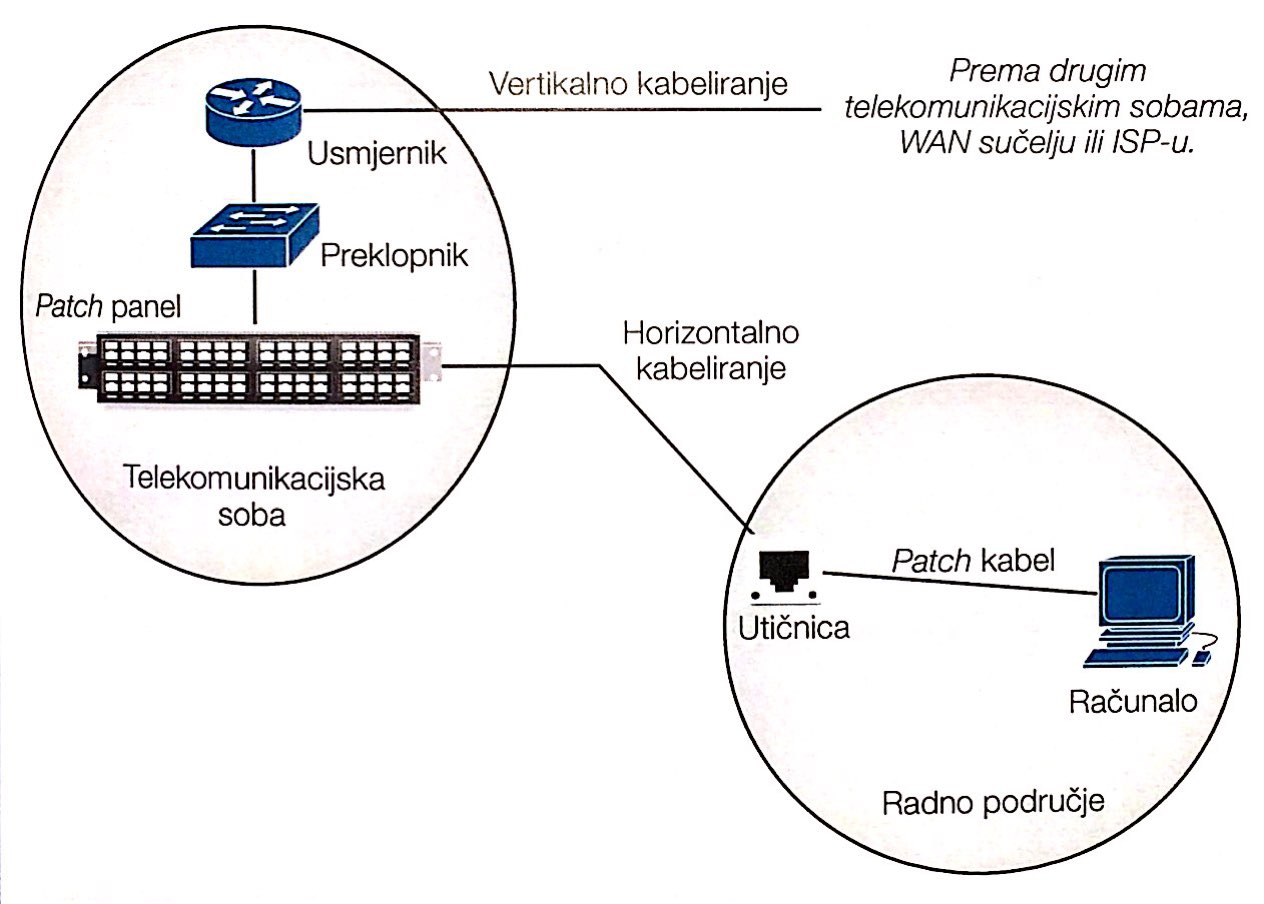 Vertikalno kabeliranje
Prema drugim
telekomunikacijskim sobama,
WAN sučelju ili ISP-u.
Usmjernik
Preklopnik
Patch panel
Horizontalno
kabeliranje
Telekomunikacijska
soba
Patch kabel
Utičnica
Računalo
Radno područje